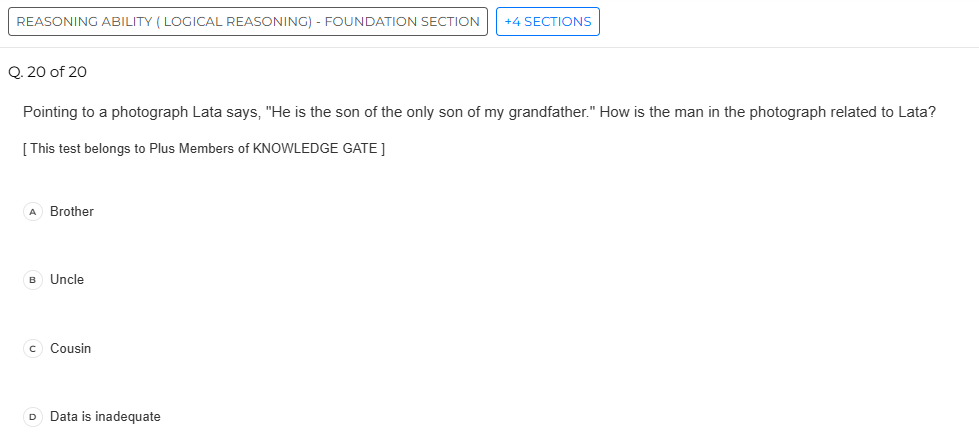 REASONING ABILITY ( LOGICAL REASONING) - FOUNDATION SECTION
+4 SECTIONS
Q. 20 of 20
Pointing to a photograph Lata says, "He is the son of the only son of my grandfather." How is the man in the photograph related to Lata?
[ This test belongs to Plus Members of KNOWLEDGE GATE ]
A Brother
B Uncle
C Cousin
D Data is inadequate